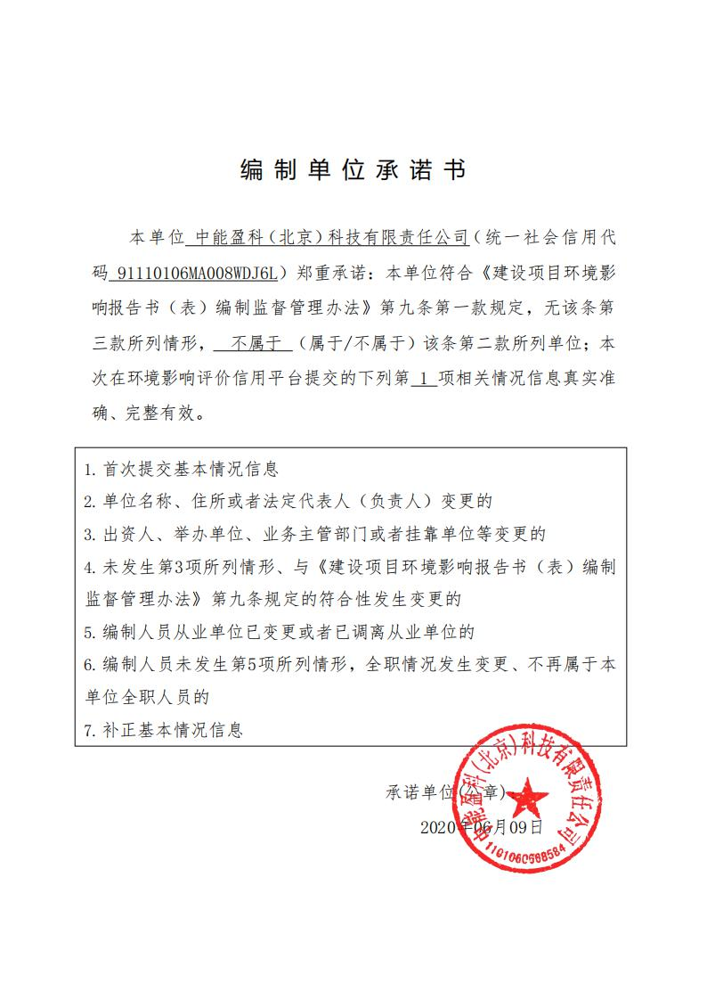 编制单位承诺书
本单位 中能盈科（北京）科技有限责任公司（统一社会信用代
码 91110106MA008WDJ6L）郑重承诺：本单位符合《建设项目环境影
响报告书（表）编制监督管理办法》第九条第一款规定，无该条第
三款所列情形， 不属于 （属于/不属于）该条第二款所列单位；本
次在环境影响评价信用平台提交的下列第 1 项相关情况信息真实准
确、完整有效。
1. 首次提交基本情况信息
2. 单位名称、住所或者法定代表人（负责人）变更的
3. 出资人、举办单位、业务主管部门或者挂靠单位等变更的
4. 未发生第3项所列情形、与《建设项目环境影响报告书（表）编制
监督管理办法》第九条规定的符合性发生变更的
5. 编制人员从业单位已变更或者已调离从业单位的
6. 编制人员未发生第5项所列情形，全职情况发生变更、不再属于本
单位全职人员的
7. 补正基本情况信息
承诺单位(公章)：
2020年06月09日
中能盈科(北京)科技有限责任公司